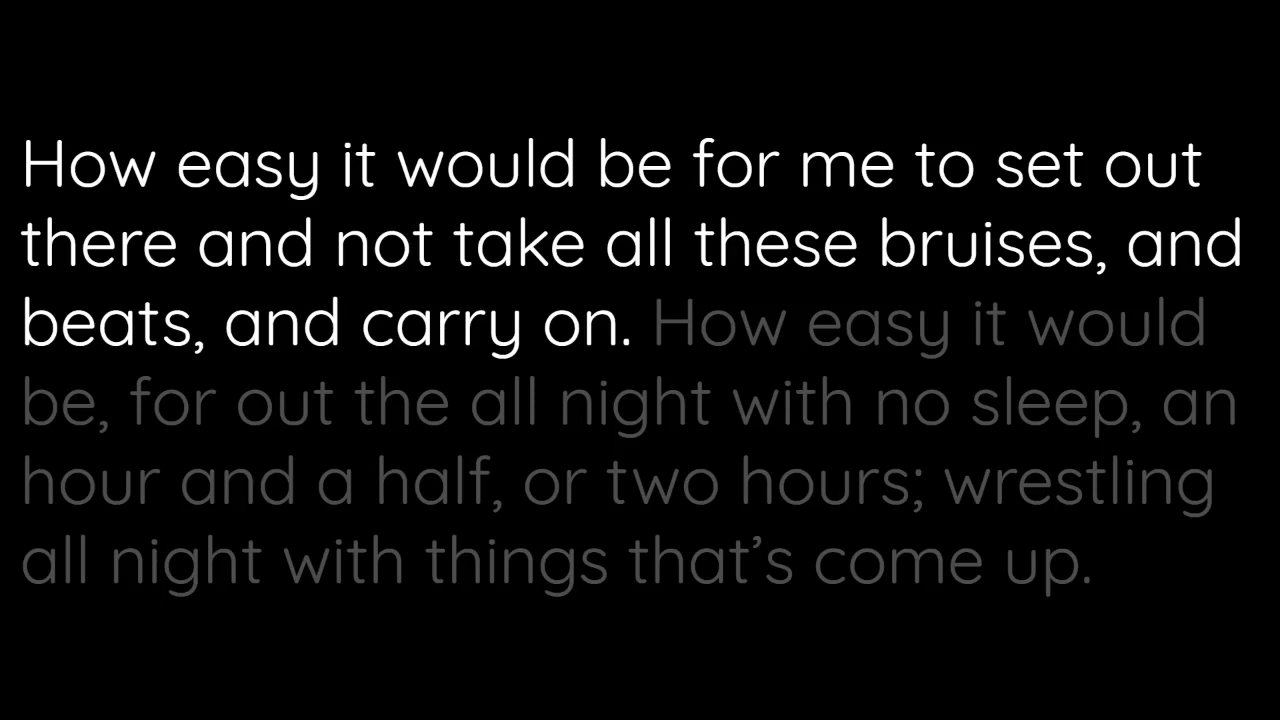 How easy it would be for me to set out
there and not take all these bruises, and
beats, and carry on. How easy it would
be, for out the all night with no sleep, an
hour and a half, or two hours; wrestling
all night with things that’s come up.